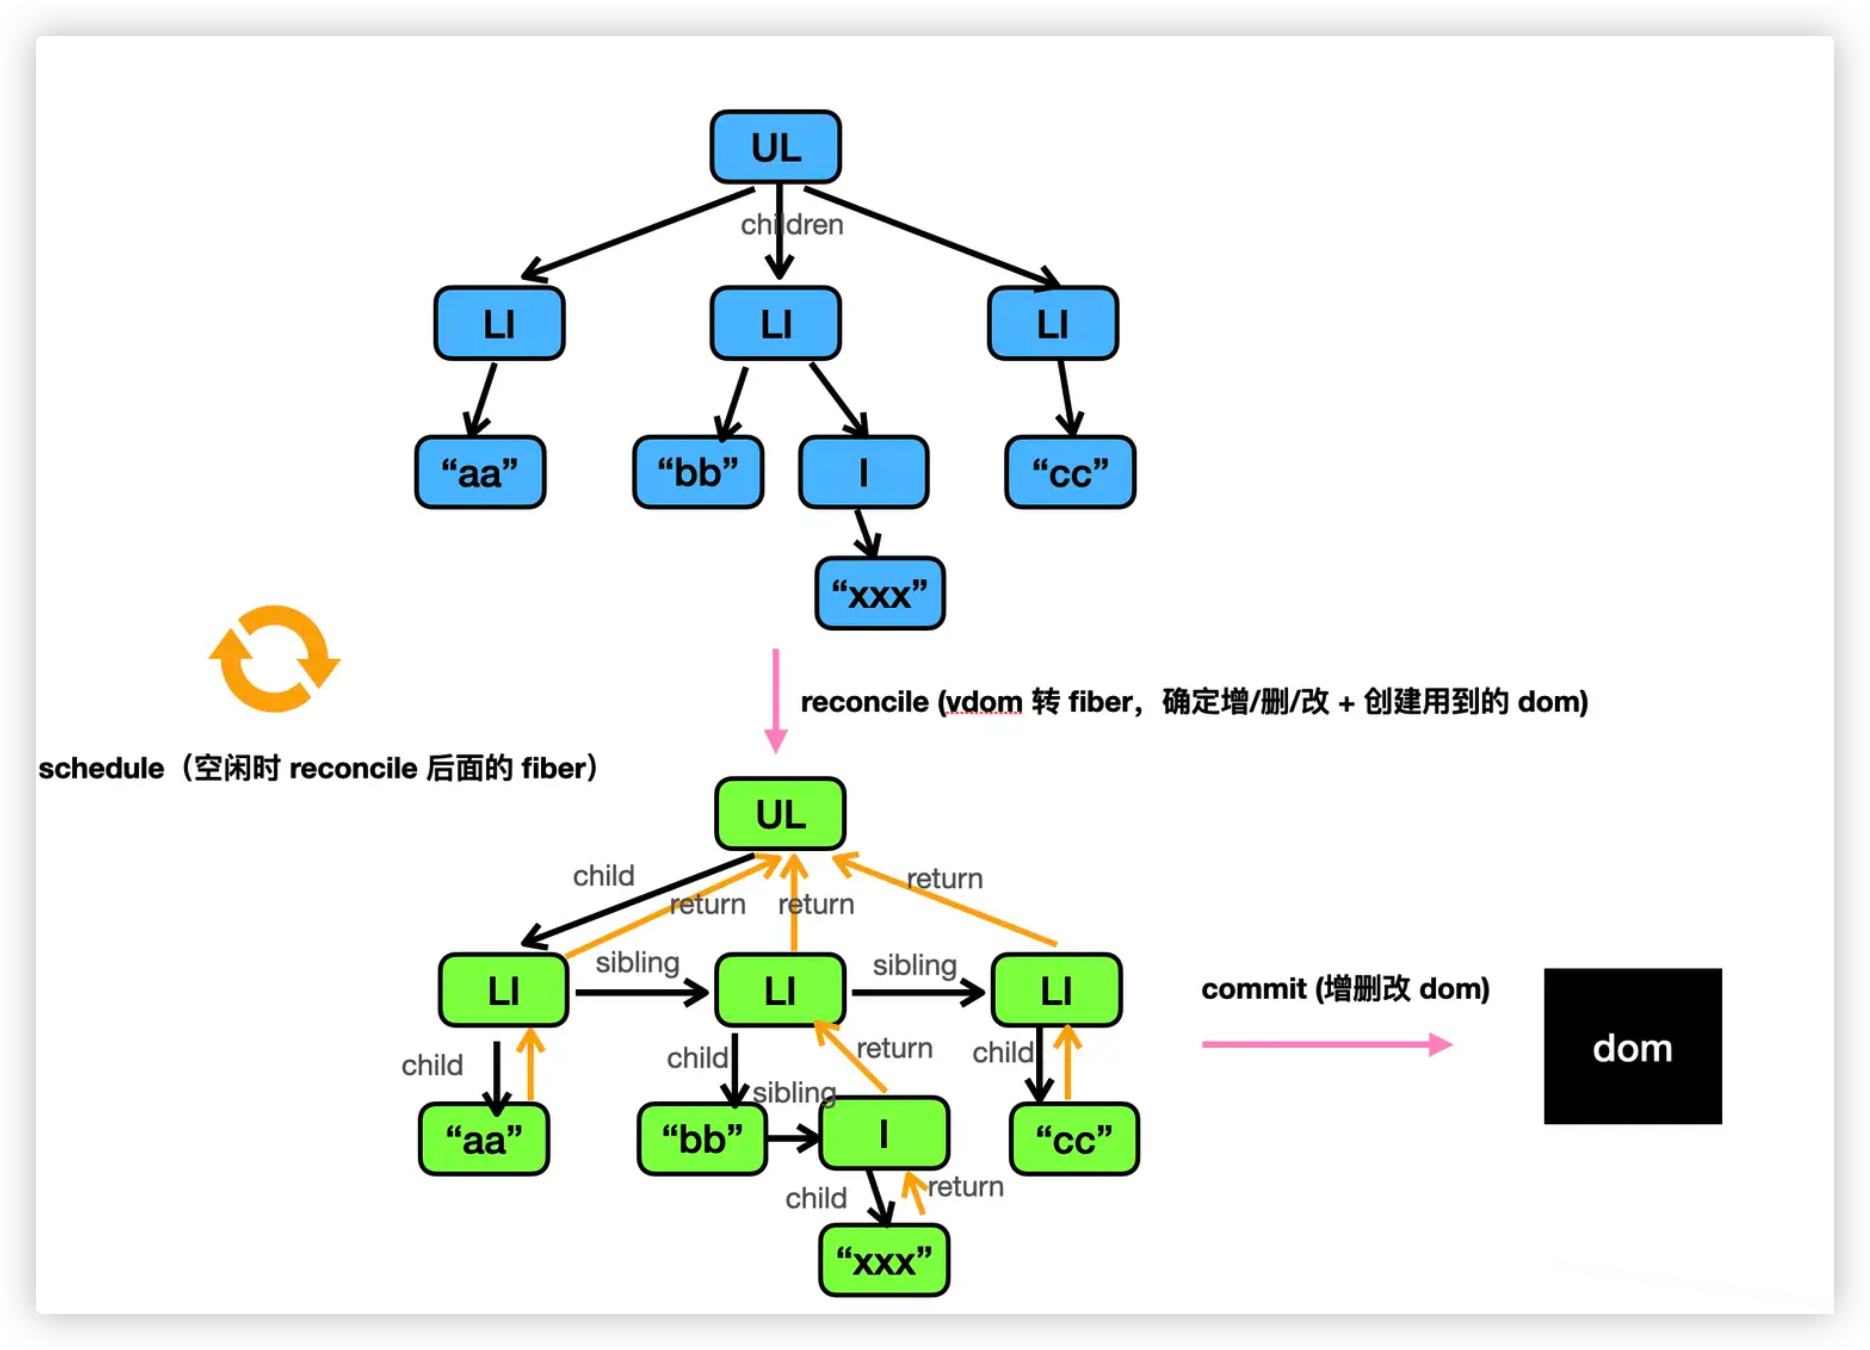 UL
children
LI
LI
LI
“aa”
“bb”
I
“cc”
“xxx”
reconcile (vdom 转 fiber，确定增/删/改 + 创建用到的 dom)
schedule（空闲时 reconcile 后面的 fiber）
UL
child
return
return
return
LI
sibling
LI
sibling
LI
commit (增删改 dom)
dom
child
child
return
child
sibling
“aa”
“bb”
I
“cc”
child
return
“xxx”